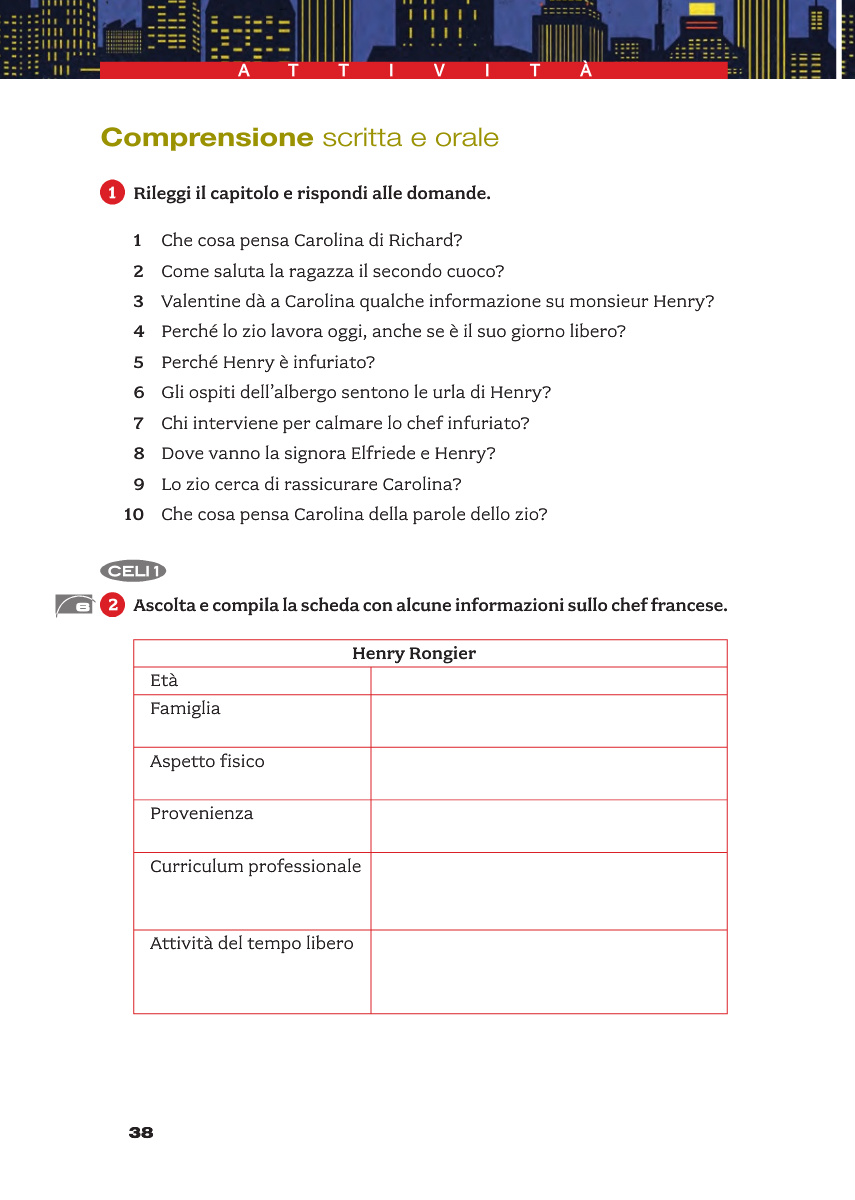 ATTIVITÀ
Comprensione scritta e orale
1 Rileggi il capitolo e rispondi alle domande.
1 Che cosa pensa Carolina di Richard?
2 Come saluta la ragazza il secondo cuoco?
3 Valentine dà a Carolina qualche informazione su monsieur Henry?
4 Perché lo zio lavora oggi, anche se è il suo giorno libero?
5 Perché Henry è infuriato?
6 Gli ospiti dell’albergo sentono le urla di Henry?
7 Chi interviene per calmare lo chef infuriato?
8 Dove vanno la signora Elfriede e Henry?
9 Lo zio cerca di rassicurare Carolina?
10 Che cosa pensa Carolina della parole dello zio?
CELI 1
6 2 Ascolta e compila la scheda con alcune informazioni sullo chef francese.
Henry Rongier
Età
Famiglia
Aspetto fisico
Provenienza
Curriculum professionale
Attività del tempo libero
38